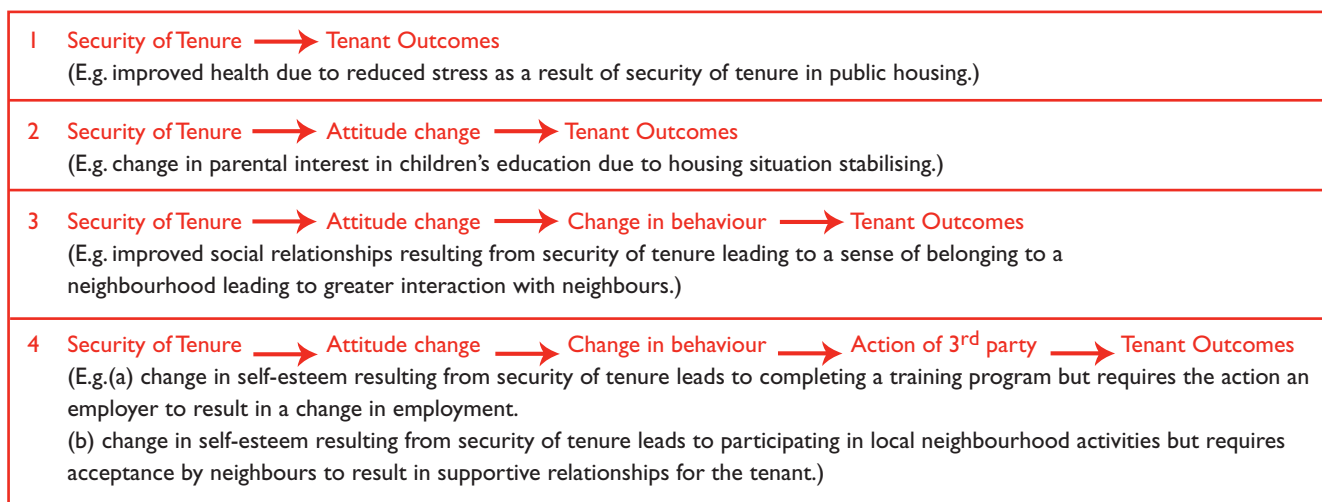 1 Security of Tenure Tenant Outcomes
(E.g. improved health due to reduced stress as a result of security of tenure in public housing.)
2 Security of Tenure Attitude change Tenant Outcomes
(E.g. change in parental interest in children's education due to housing situation stabilising.)
3 Security of Tenure Attitude change Change in behaviour Tenant Outcomes
(E.g. improved social relationships resulting from security of tenure leading to a sense of belonging to a
neighbourhood leading to greater interaction with neighbours.)
4 Security of Tenure Attitude change Change in behaviour Action of 3rd party Tenant Outcomes
(E.g.(a) change in self-esteem resulting from security of tenure leads to completing a training program but requires the action an
employer to result in a change in employment.
(b) change in self-esteem resulting from security of tenure leads to participating in local neighbourhood activities but requires
acceptance by neighbours to result in supportive relationships for the tenant.)